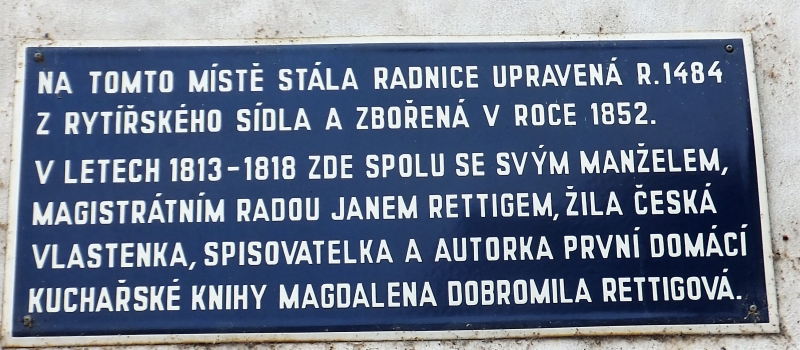 NA TOMTO MÍSTĚ STÁLA RADNICE UPRAVENÁ R.1484
Z RYTÍŘSKÉHO SÍDLA A ZBOŘENÁ V ROCE 1852.
V LETECH 1813-1818 ZDE SPOLU SE SVÝM MANŽELEM,
MAGISTRÁTNÍM RADOU JANEM RETTIGEM, ŽILA ČESKÁ
VLASTENKA, SPISOVATELKA A AUTORKA PRVNÍ DOMÁCÍ
KUCHAŘSKÉ KNIHY MAGDALENA DOBROMILA RETTIGOVÁ.